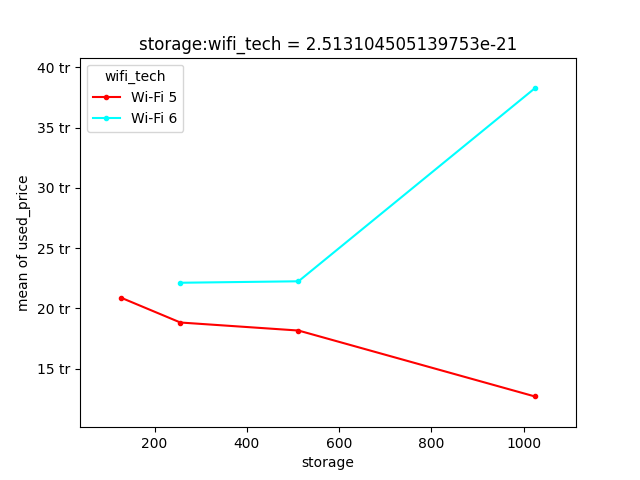 storage:wifi_tech = 2.513104505139753e-21
40 tr
35 tr
30 tr
25 tr
20 tr
15 tr
mean of used_price
wifi_tech
Wi-Fi 5
Wi-Fi 6
200
400
600
800
1000
storage